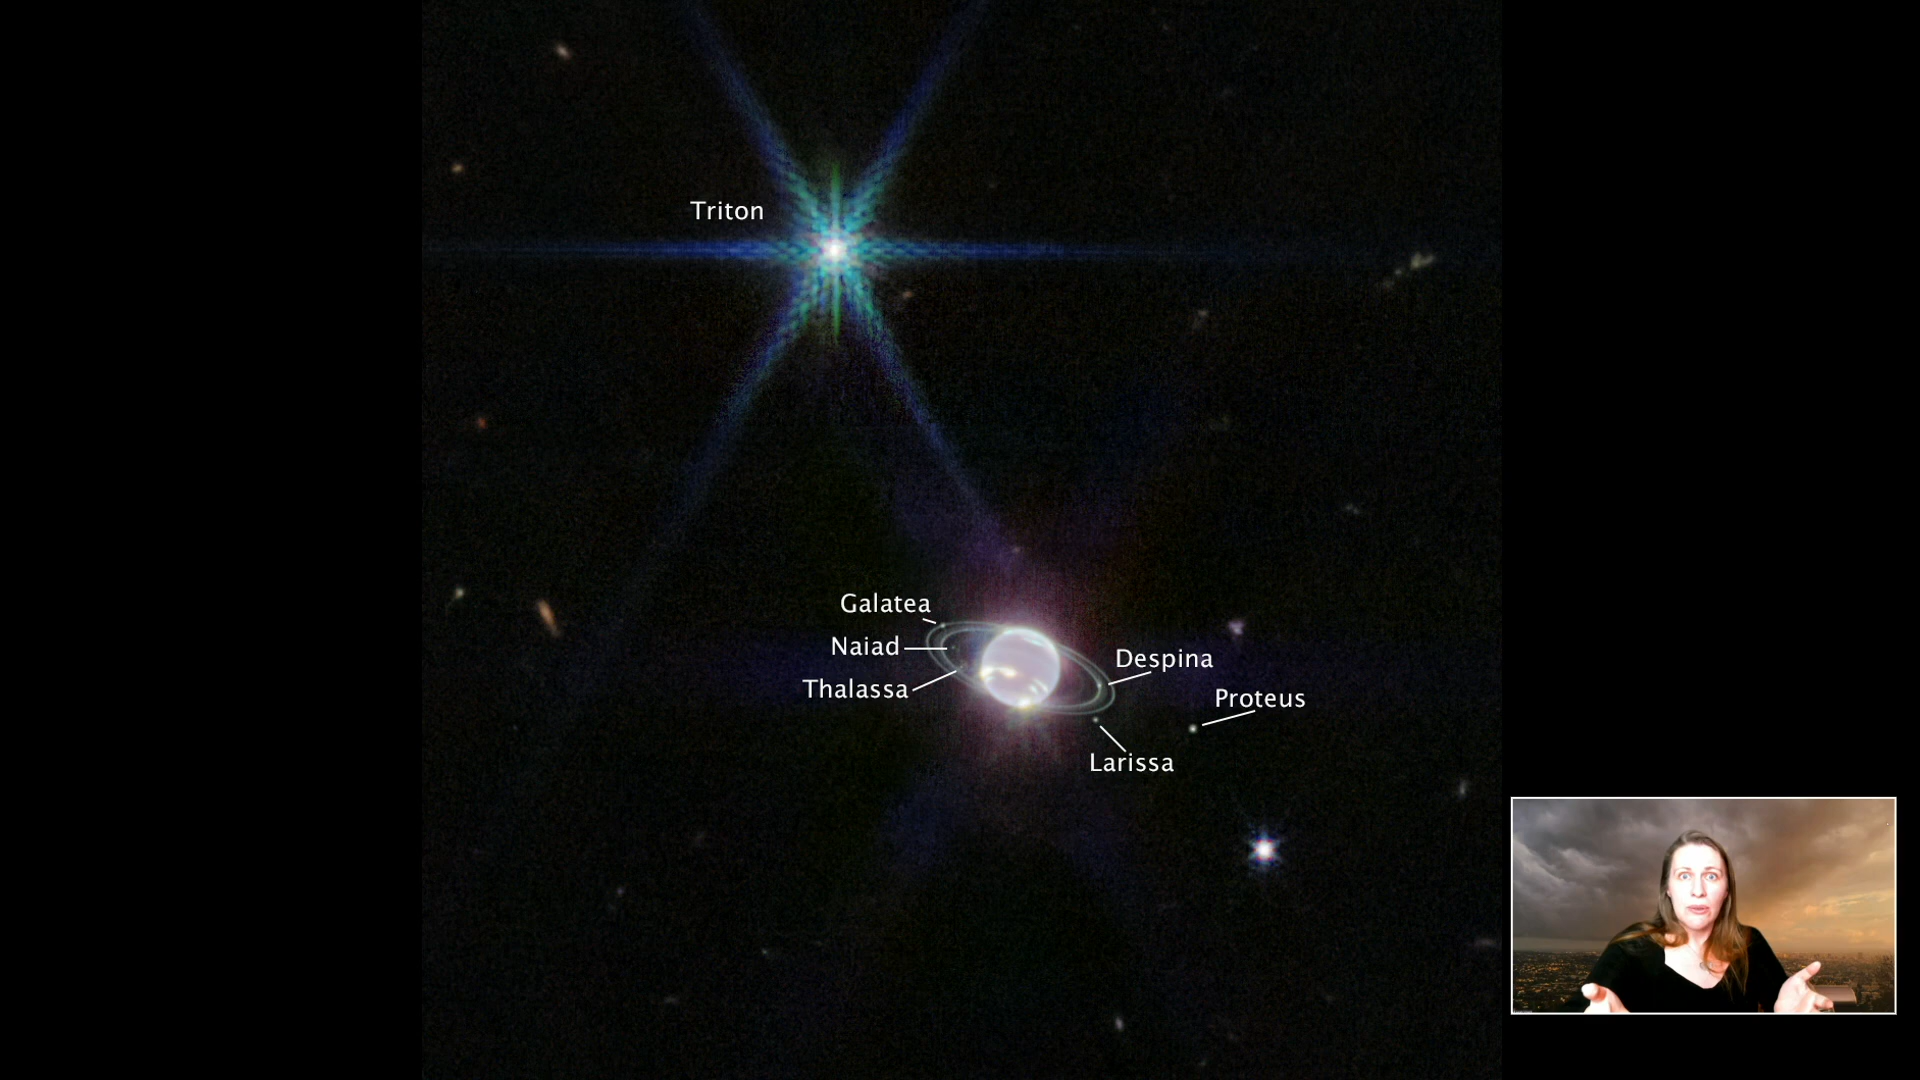 Triton
Galatea
Naiad
Thalassa
Despina
Proteus
Larissa